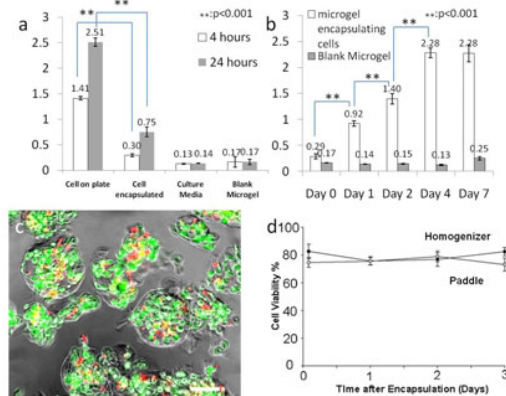 a
**
**
**:p<0.001
4 hours
24 hours
3
2.5
2
1.5
1
0.5
0
1.41
2.51
0.30
0.75
0.13
0.14
0.17
0.17
Cell on plate
Cell
encapsulated
Culture
Media
Blank
Microgel
b
**:p<0.001
microgel
encapsulating
cells
Blank Microgel
**
**
**
3
2.5
2
1.5
1
0.5
0
0.29
0.17
0.92
0.14
1.40
0.15
2.28
0.13
2.28
0.25
Day 0
Day 1
Day 2
Day 4
Day 7
c
d
Cell Viability %
100
80
60
40
20
0
Homogenizer
Paddle
0
1
2
3
Time after Encapsulation (Days)